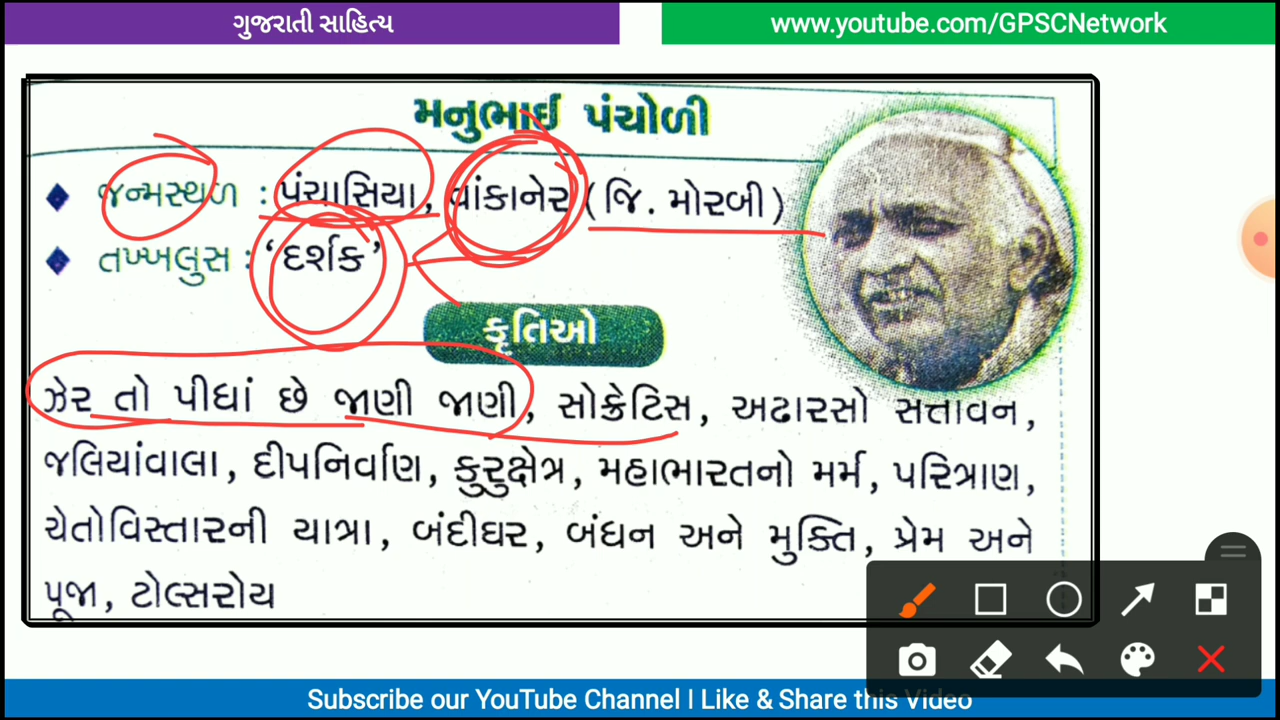 ગુજરાતી સાહિત્ય
www.youtube.com/GPSCNetwork
મનુભાઈ પંચોળી
જન્મસ્થળ : પંચાસિયા, વાંકાનેર (જિ. મોરબી)
તખ્ખલુસ : ‘દર્શક’
કૃતિઓ
ઝેર તો પીધાં છે જાણી જાણી, સોક્રેટિસ, અઢારસો સત્તાવન,
જલિયાંવાલા, દીપનિર્વાણ, કુરુક્ષેત્ર, મહાભારતનો મર્મ, પરિત્રાણ,
ચેતોવિસ્તારની યાત્રા, બંદીઘર, બંધન અને મુક્તિ, પ્રેમ અને
પૂજા, ટોલ્સરોય
Subscribe our YouTube Channel I Like & Share this Video